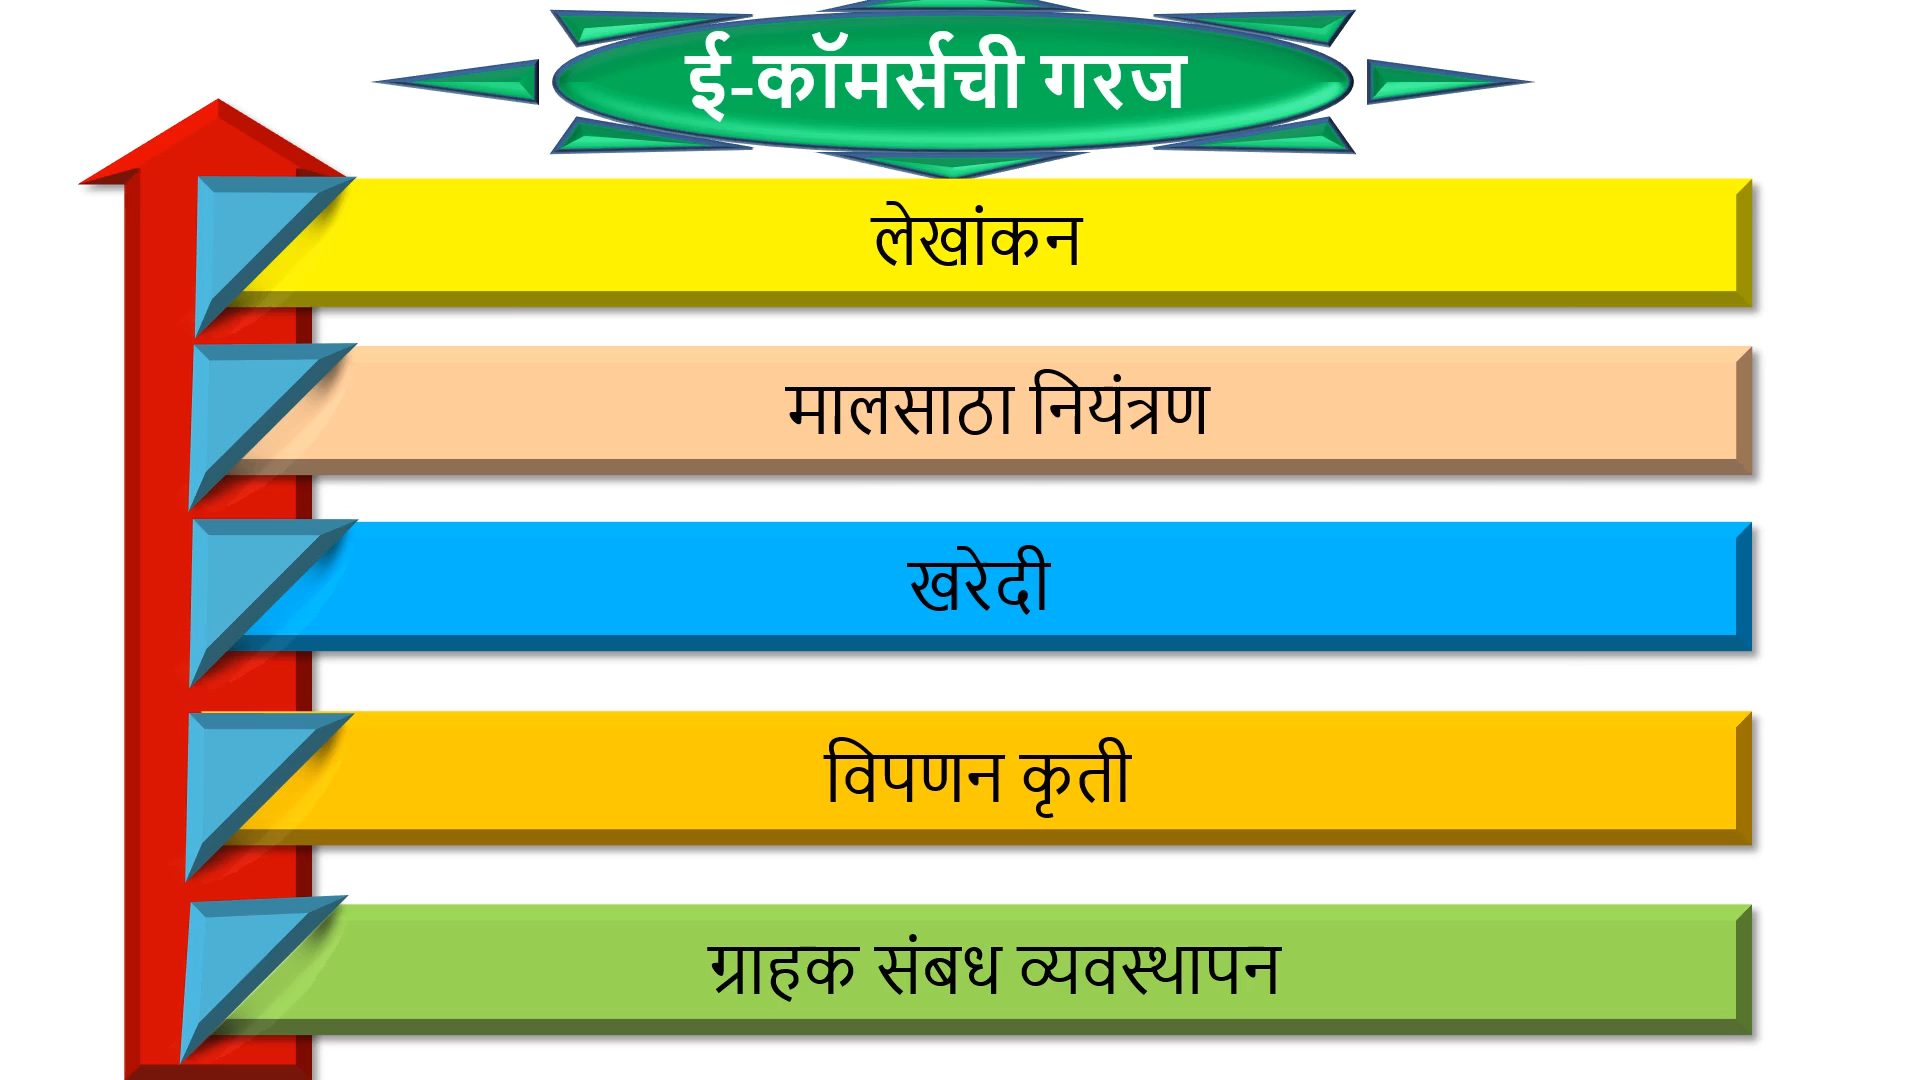 ई-कॉमर्सची गरज
लेखांकन
मालसाठा नियंत्रण
खरेदी
विपणन कृती
ग्राहक संबध व्यवस्थापन